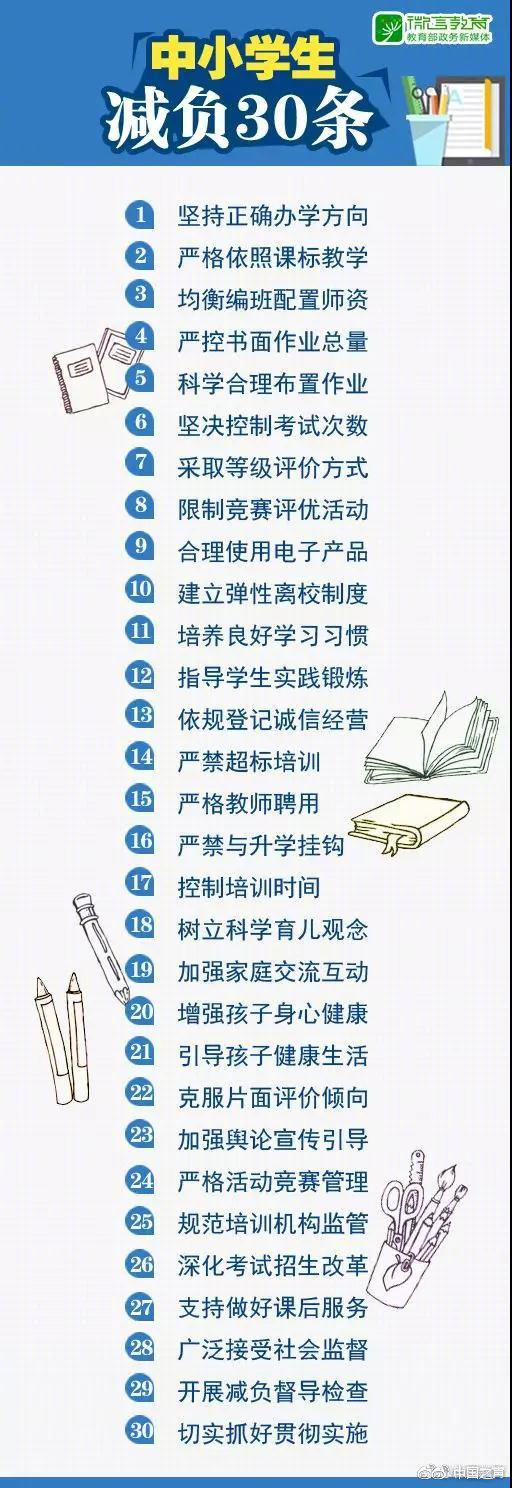 微言教育
教育部政务新媒体
中小学生
减负30条
1 坚持正确办学方向
2 严格依照课标教学
3 均衡编班配置师资
4 严控书面作业总量
5 科学合理布置作业
6 坚决控制考试次数
7 采取等级评价方式
8 限制竞赛评优活动
9 合理使用电子产品
10 建立弹性离校制度
11 培养良好学习习惯
12 指导学生实践锻炼
13 依规登记诚信经营
14 严禁超标培训
15 严格教师聘用
16 严禁与升学挂钩
17 控制培训时间
18 树立科学育儿观念
19 加强家庭交流互动
20 增强孩子身心健康
21 引导孩子健康生活
22 克服片面评价倾向
23 加强舆论宣传引导
24 严格活动竞赛管理
25 规范培训机构监管
26 深化考试招生改革
27 支持做好课后服务
28 广泛接受社会监督
29 开展减负督导检查
30 切实抓好贯彻实施